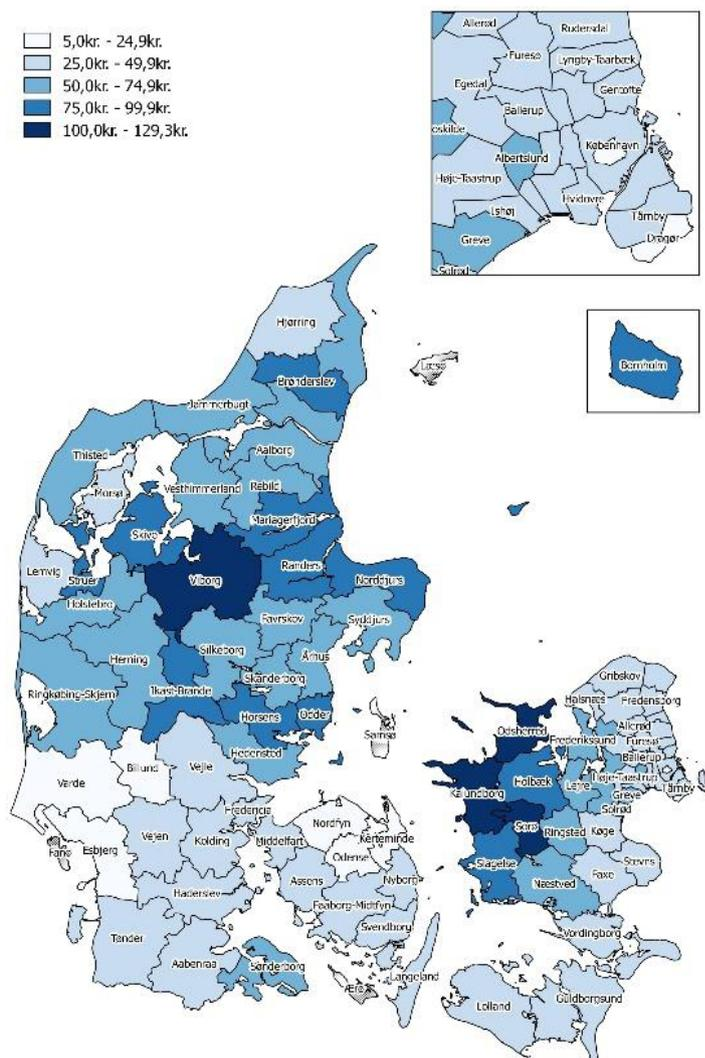 5,0kr. - 24,9kr.
25,0kr. - 49,9kr.
50,0kr. - 74,9kr.
75,0kr. - 99,9kr.
100,0kr. - 129,3kr.
Allerød
Rudersdal
Furesø
Lyngby-Taarbæk
Egedal
Gentofte
Ballerup
oskilde
København
Albertslund
Høje-Taastrup
Hvidovre
Ishøj
Tårnby
Greve
Dragør
Solrød
Hjørring
Læsø
Bornholm
Brønderslev
Jammerbugt
Thisted
Aalborg
Morsø
Vesthimmerland
Rebild
Mariagerfjord
Skive
Lemvig
Struer
Viborg
Randers
Norddjurs
Holstebro
Favrskov
Syddjurs
Herning
Silkeborg
Århus
Skanderborg
Ringkøbing-Skjern
Ikast-Brande
Horsens
Odder
Samsø
Hedensted
Gribskov
Halsnæs
Fredensborg
Odsherred
Allerød
Frederikssund
Furesø
Ballerup
Varde
Billund
Vejle
Kalundborg
Holbæk
Lejre
Høje-Taastrup
Tårnby
Greve
Solrød
Fredericia
Nordfyn
Sorø
Ringsted
Køge
Fanø
Esbjerg
Vejen
Kolding
Middelfart
Kerteminde
Odense
Slagelse
Stevns
Haderslev
Assens
Nyborg
Næstved
Faxe
Faaborg-Midtfyn
Svendborg
Tønder
Aabenraa
Sønderborg
Ærø
Langeland
Vordingborg
Lolland
Guldborgsund